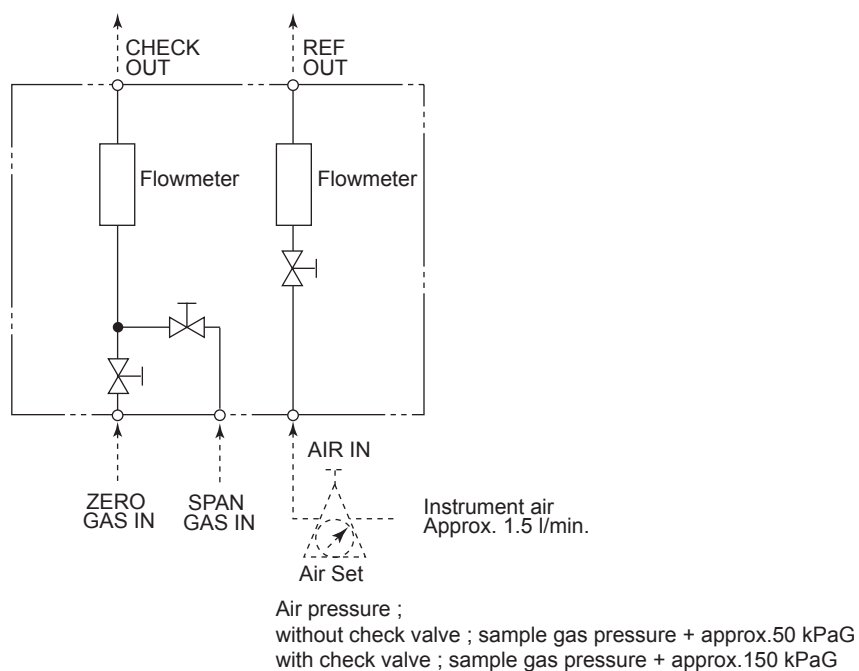 CHECK
OUT
REF
OUT
Flowmeter
Flowmeter
AIR IN
ZERO
GAS IN
SPAN
GAS IN
Instrument air
Approx. 1.5 l/min.
Air Set
Air pressure ;
without check valve ; sample gas pressure + approx.50 kPaG
with check valve ; sample gas pressure + approx.150 kPaG